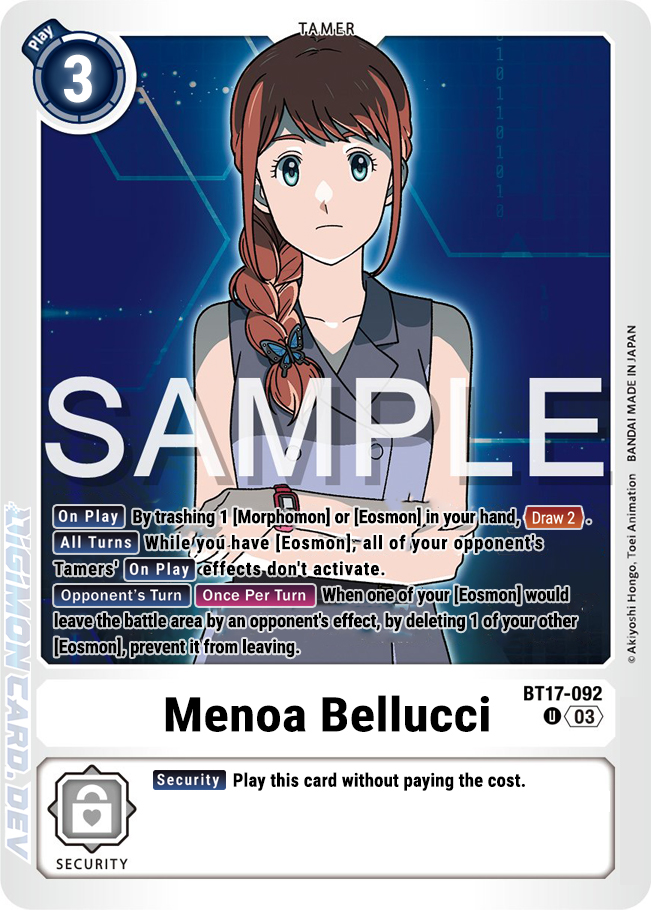 TAMER
Play
3
1011011010110
SAMPLE
On Play By trashing 1 [Morphomon] or [Eosmon] in your hand, Draw 2.
All Turns While you have [Eosmon], all of your opponent's
Tamers' On Play effects don't activate.
Opponent's Turn Once Per Turn When one of your [Eosmon] would
leave the battle area by an opponent's effect, by deleting 1 of your other
[Eosmon], prevent it from leaving.
© Akiyoshi Hongo, Toei Animation BANDAI MADE IN JAPAN
DIGIMONCARD.DEV
Menoa Bellucci
BT17-092
U 03
Security Play this card without paying the cost.
SECURITY